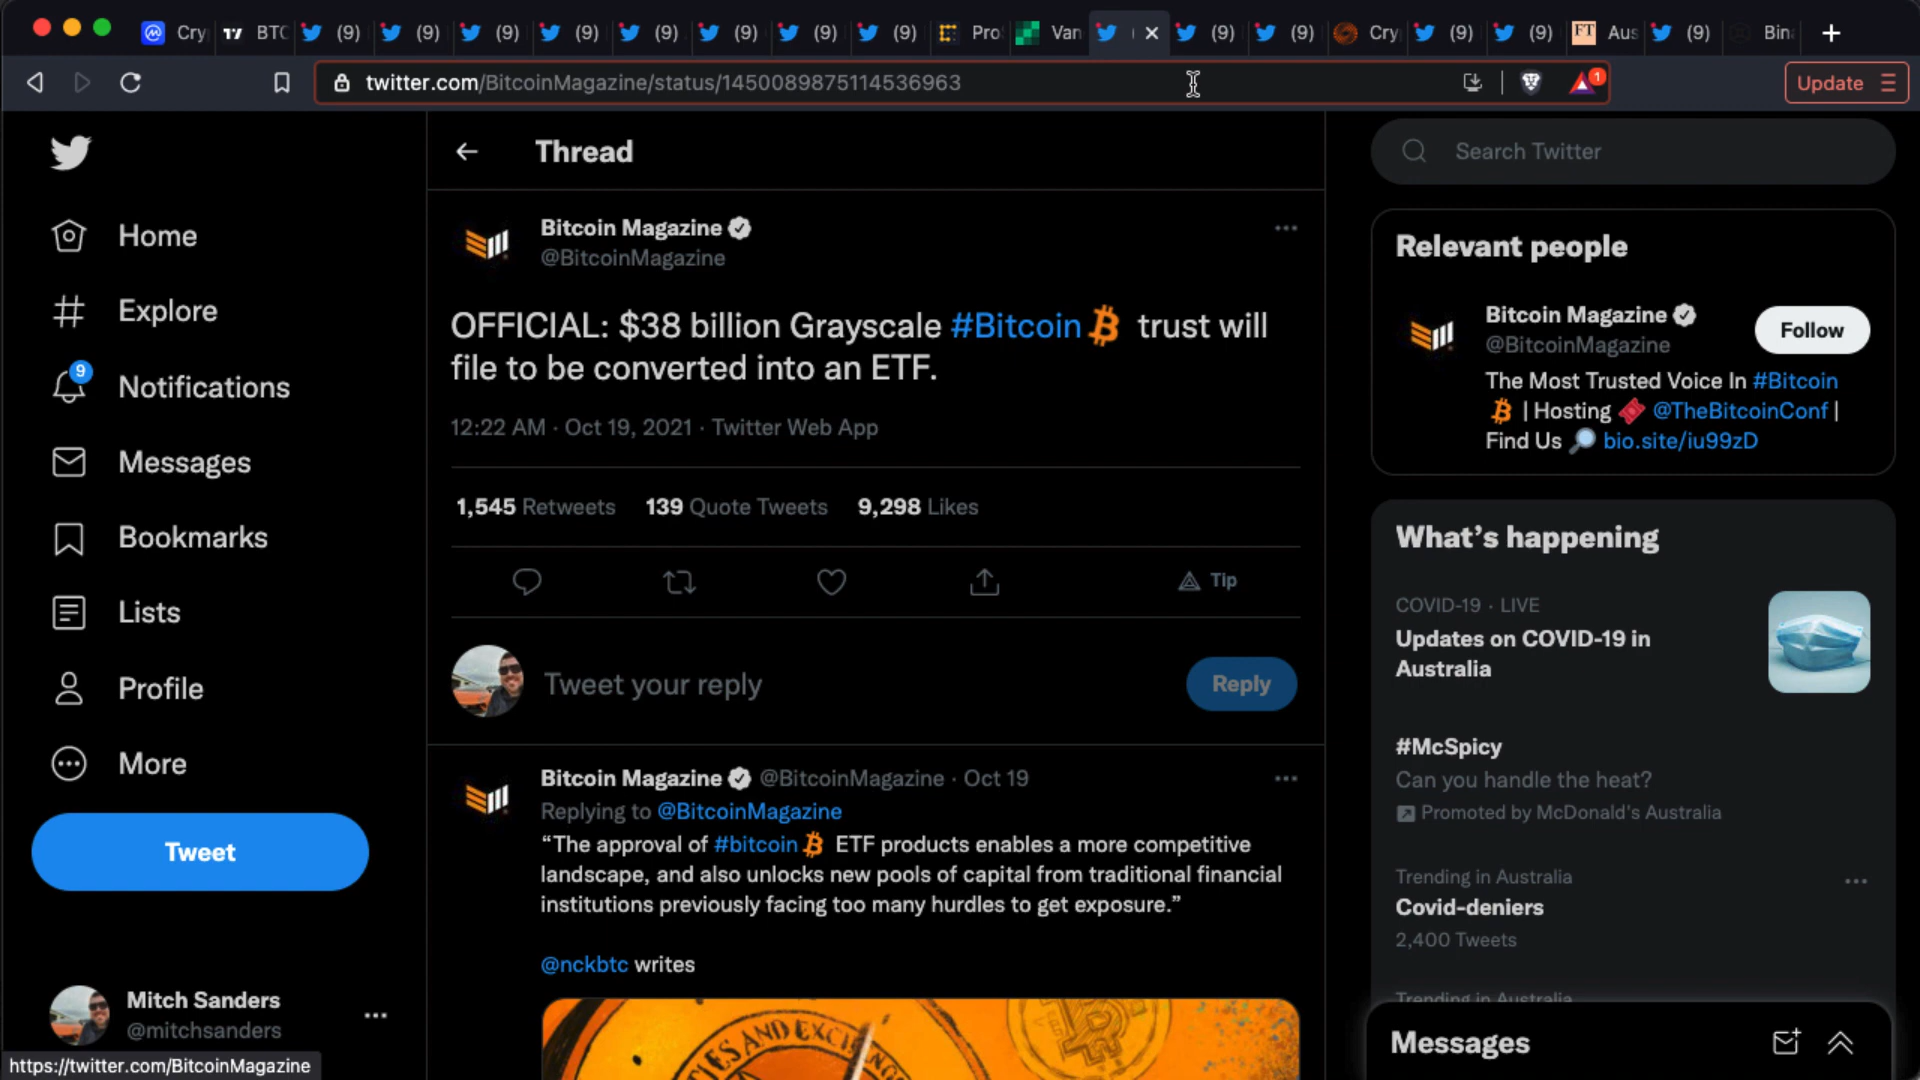 Cry
BTC
(9)
(9)
(9)
(9)
(9)
(9)
(9)
(9)
Pro
Van
(9)
(9)
Cry
(9)
(9)
FT
Aus
(9)
Bin
twitter.com/BitcoinMagazine/status/1450089875114536963
1
Update
Home
Explore
9
Notifications
Messages
Bookmarks
Lists
Profile
More
Tweet
Mitch Sanders
@mitchsanders
https://twitter.com/BitcoinMagazine
Thread
Bitcoin Magazine
@BitcoinMagazine
OFFICIAL: $38 billion Grayscale #Bitcoin trust will
file to be converted into an ETF.
12:22 AM · Oct 19, 2021 · Twitter Web App
1,545 Retweets 139 Quote Tweets 9,298 Likes
Tip
Tweet your reply
Reply
Bitcoin Magazine @BitcoinMagazine · Oct 19
Replying to @BitcoinMagazine
“The approval of #bitcoin ETF products enables a more competitive
landscape, and also unlocks new pools of capital from traditional financial
institutions previously facing too many hurdles to get exposure.”
@nckbtc writes
Search Twitter
Relevant people
Bitcoin Magazine
@BitcoinMagazine
Follow
The Most Trusted Voice In #Bitcoin
| Hosting @TheBitcoinConf |
Find Us bio.site/iu99zD
What’s happening
COVID-19 · LIVE
Updates on COVID-19 in
Australia
#McSpicy
Can you handle the heat?
Promoted by McDonald's Australia
Trending in Australia
Covid-deniers
2,400 Tweets
Trending in Australia
Messages